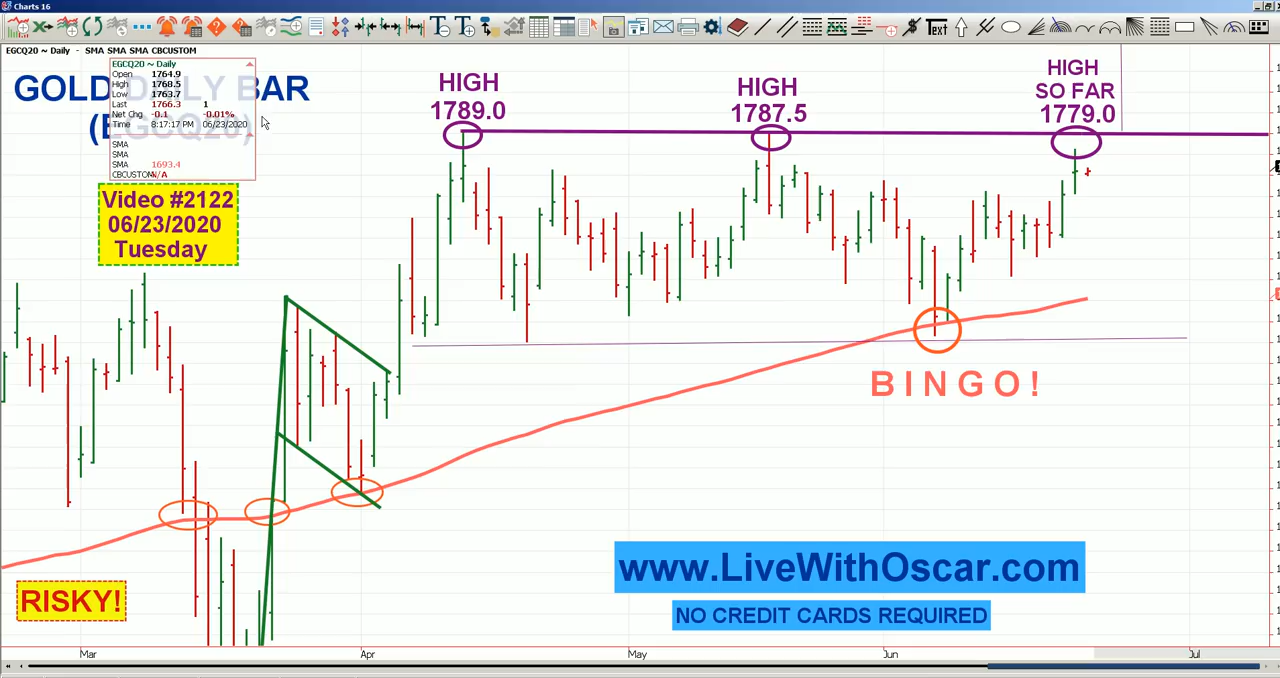 Charts 16
Text
EGCQ20 ~ Daily - SMA SMA SMA CBCUSTOM
EGCQ20 ~ Daily
Open 1764.9
High 1768.5
Low 1763.7
Last 1766.3 1
Net Chg -0.1 -0.01%
Time 8:17:17 PM 06/23/2020
SMA
SMA
SMA 1693.4
CBCUSTOM N/A
GOLD DAILY BAR
(EGCQ20)
Video #2122
06/23/2020
Tuesday
HIGH
1789.0
HIGH
1787.5
HIGH
SO FAR
1779.0
BINGO!
RISKY!
www.LiveWithOscar.com
NO CREDIT CARDS REQUIRED
Mar Apr May Jun Jul